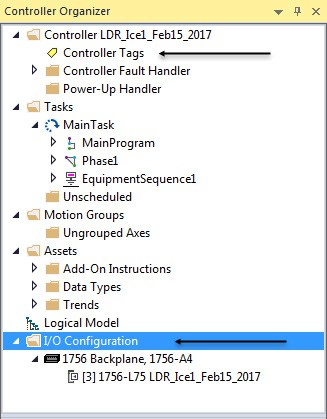 Controller Organizer
Controller LDR_Ice1_Feb15_2017
Controller Tags
Controller Fault Handler
Power-Up Handler
Tasks
MainTask
MainProgram
Phase1
EquipmentSequence1
Unscheduled
Motion Groups
Ungrouped Axes
Assets
Add-On Instructions
Data Types
Trends
Logical Model
I/O Configuration
1756 Backplane, 1756-A4
[3] 1756-L75 LDR_Ice1_Feb15_2017